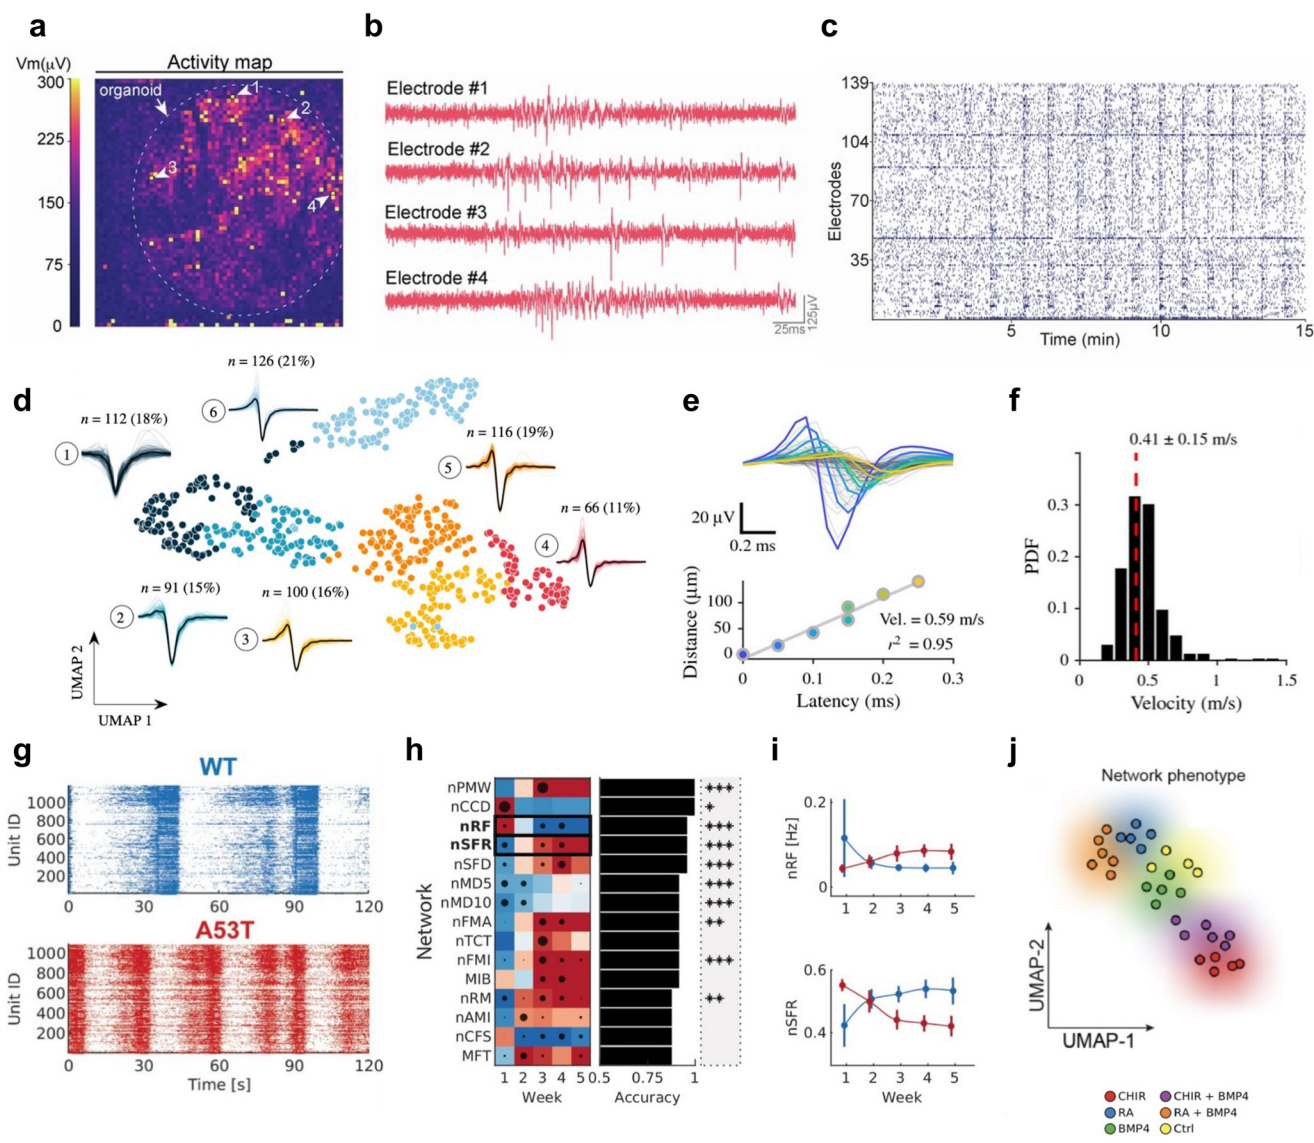 a
Activity map
Vm(μV)
300
225
150
75
0
organoid
1
2
3
4
b
Electrode #1
Electrode #2
Electrode #3
Electrode #4
25ms
125μV
c
Electrodes
139
104
70
35
5
10
15
Time (min)
d
n = 126 (21%)
6
n = 112 (18%)
1
n = 116 (19%)
5
n = 66 (11%)
4
n = 91 (15%)
2
n = 100 (16%)
3
UMAP 2
UMAP 1
e
20 μV
0.2 ms
Distance (μm)
100
50
0
Vel. = 0.59 m/s
r² = 0.95
0 0.1 0.2 0.3
Latency (ms)
f
0.41 ± 0.15 m/s
PDF
0.3
0.2
0.1
0
0 0.5 1 1.5
Velocity (m/s)
g
WT
Unit ID
1000
800
600
400
200
0 30 60 90 120
A53T
Unit ID
1000
800
600
400
200
0 30 60 90 120
Time [s]
h
Network
nPMW
nCCD
nRF
nSFR
nSFD
nMD5
nMD10
nFMA
nTCT
nFMI
MIB
nRM
nAMI
nCFS
MFT
1 2 3 4 5
Week
0.5 0.75 1
Accuracy
i
nRF [Hz]
0.2
0
1 2 3 4 5
nSFR
0.6
0.4
1 2 3 4 5
Week
j
Network phenotype
UMAP-2
UMAP-1
CHIR
RA
BMP4
CHIR + BMP4
RA + BMP4
Ctrl